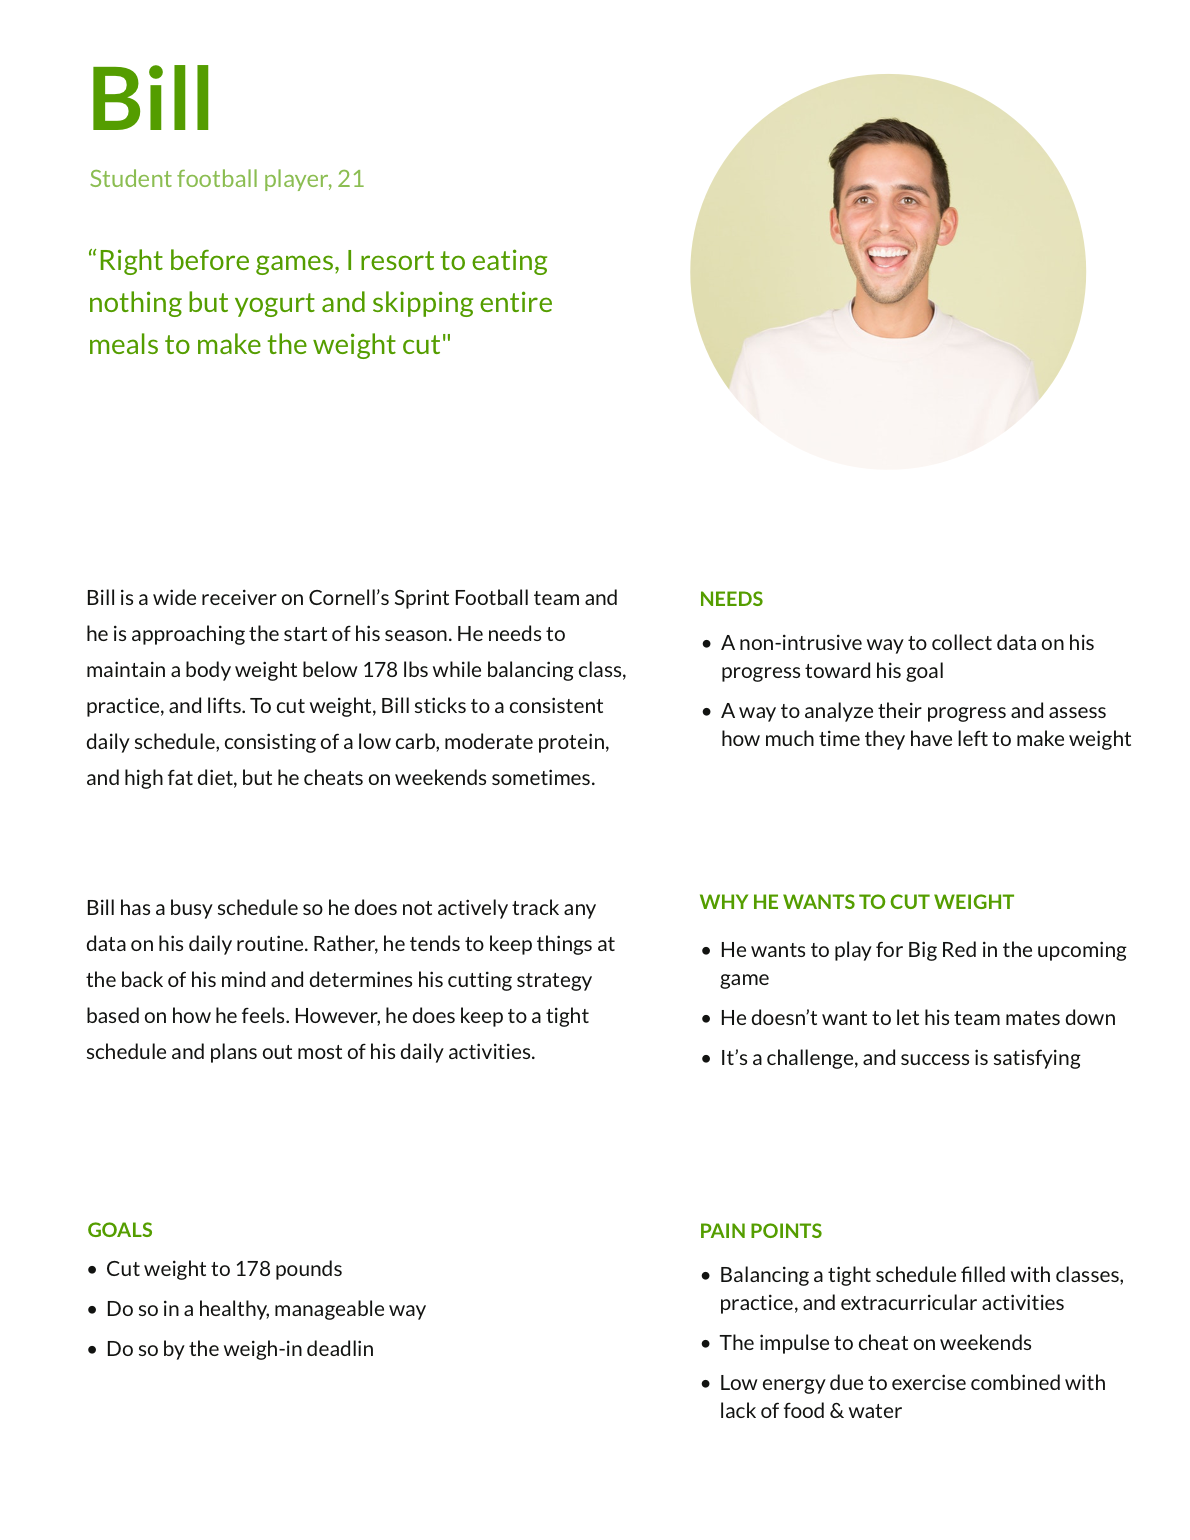 Bill
Student football player, 21
“Right before games, I resort to eating
nothing but yogurt and skipping entire
meals to make the weight cut"
Bill is a wide receiver on Cornell’s Sprint Football team and
he is approaching the start of his season. He needs to
maintain a body weight below 178 lbs while balancing class,
practice, and lifts. To cut weight, Bill sticks to a consistent
daily schedule, consisting of a low carb, moderate protein,
and high fat diet, but he cheats on weekends sometimes.
NEEDS
• A non-intrusive way to collect data on his
progress toward his goal
• A way to analyze their progress and assess
how much time they have left to make weight
Bill has a busy schedule so he does not actively track any
data on his daily routine. Rather, he tends to keep things at
the back of his mind and determines his cutting strategy
based on how he feels. However, he does keep to a tight
schedule and plans out most of his daily activities.
WHY HE WANTS TO CUT WEIGHT
• He wants to play for Big Red in the upcoming
game
• He doesn’t want to let his team mates down
• It’s a challenge, and success is satisfying
GOALS
• Cut weight to 178 pounds
• Do so in a healthy, manageable way
• Do so by the weigh-in deadlin
PAIN POINTS
• Balancing a tight schedule filled with classes,
practice, and extracurricular activities
• The impulse to cheat on weekends
• Low energy due to exercise combined with
lack of food & water